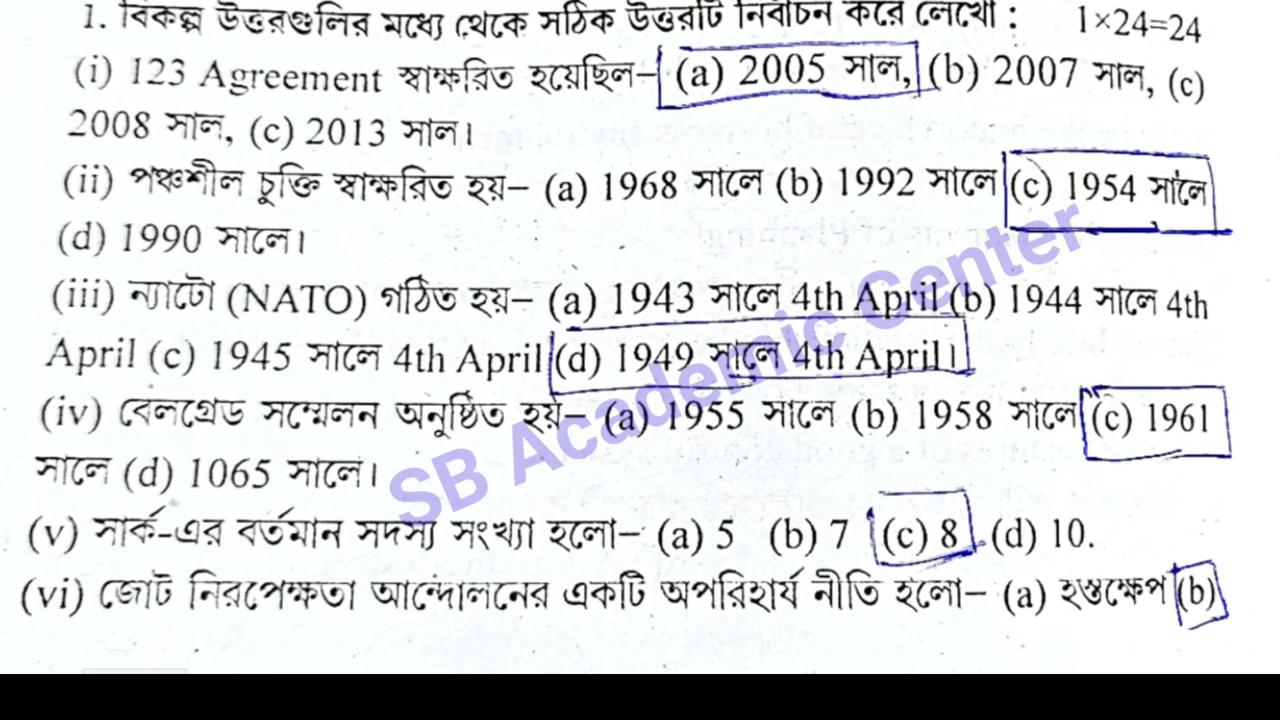 1. বিকল্প উত্তরগুলির মধ্যে থেকে সঠিক উত্তরটি নির্বাচন করে লেখো : 1×24=24
(i) 123 Agreement স্বাক্ষরিত হয়েছিল– (a) 2005 সাল, (b) 2007 সাল, (c)
2008 সাল, (c) 2013 সাল।
(ii) পঞ্চশীল চুক্তি স্বাক্ষরিত হয়– (a) 1968 সালে (b) 1992 সালে (c) 1954 সালে
(d) 1990 সালে।
(iii) ন্যাটো (NATO) গঠিত হয়– (a) 1943 সালে 4th April (b) 1944 সালে 4th
April (c) 1945 সালে 4th April (d) 1949 সালে 4th April।
(iv) বেলগ্রেড সম্মেলন অনুষ্ঠিত হয়– (a) 1955 সালে (b) 1958 সালে (c) 1961
সালে (d) 1065 সালে।
(v) সার্ক-এর বর্তমান সদস্য সংখ্যা হলো– (a) 5 (b) 7 (c) 8 (d) 10.
(vi) জোট নিরপেক্ষতা আন্দোলনের একটি অপরিহার্য নীতি হলো– (a) হস্তক্ষেপ (b)
SB Academic Center